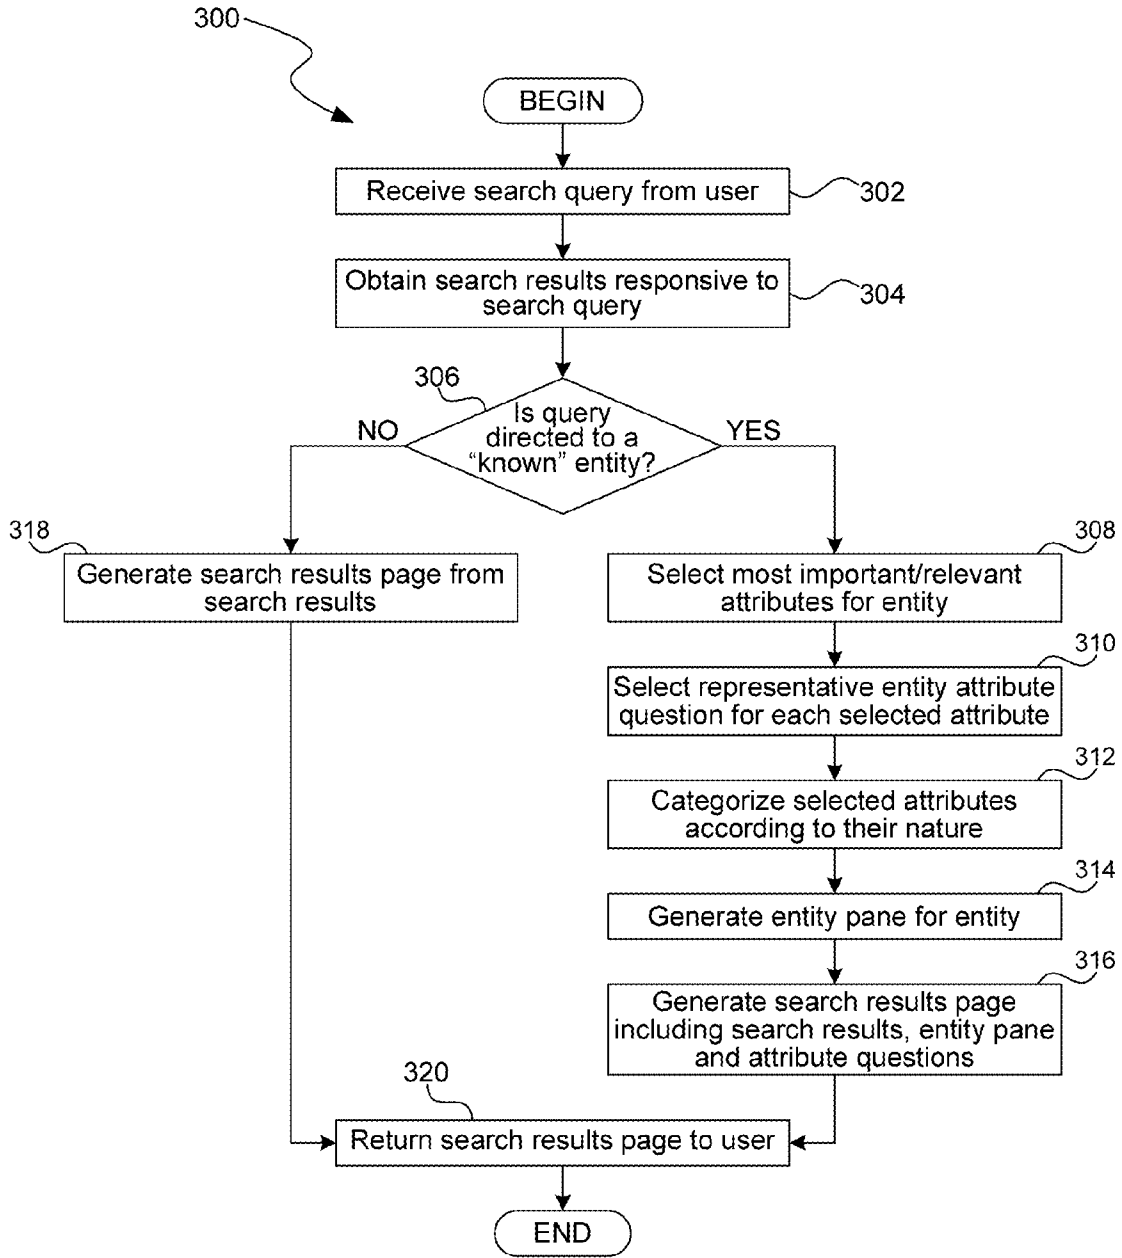 300
BEGIN
Receive search query from user
302
Obtain search results responsive to
search query
304
306
Is query
directed to a
“known” entity?
NO
YES
318
Generate search results page from
search results
308
Select most important/relevant
attributes for entity
310
Select representative entity attribute
question for each selected attribute
312
Categorize selected attributes
according to their nature
314
Generate entity pane for entity
316
Generate search results page
including search results, entity pane
and attribute questions
320
Return search results page to user
END